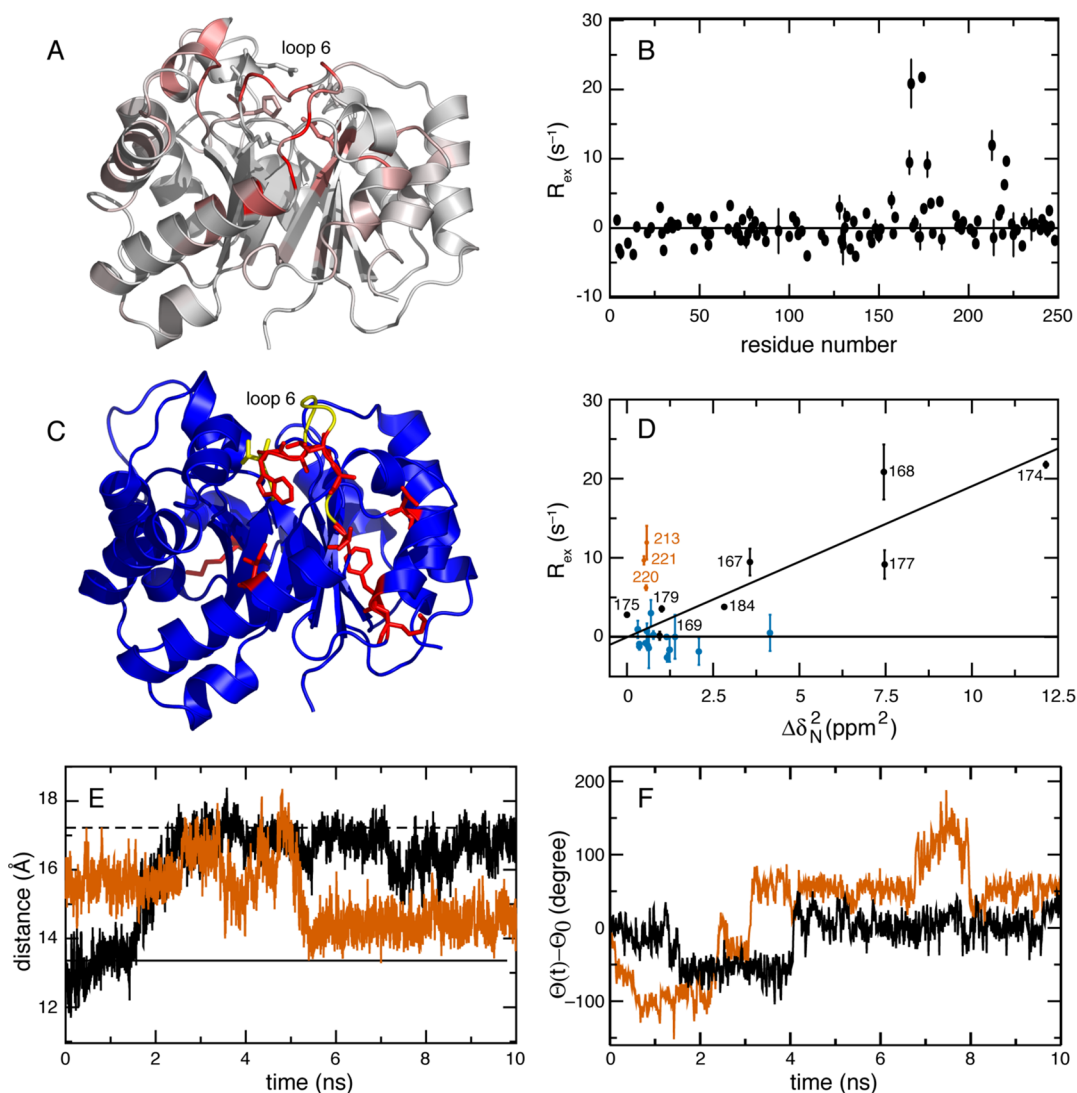 A
loop 6
B
R_ex (s⁻¹)
30
20
10
0
-10
0 50 100 150 200 250
residue number
C
loop 6
D
R_ex (s⁻¹)
30
20
10
0
168
174
213
221
167
177
220
175
179
184
169
0 2.5 5 7.5 10 12.5
Δδ_N² (ppm²)
E
distance (Å)
18
16
14
12
0 2 4 6 8 10
time (ns)
F
Θ(t)−Θ₀ (degree)
200
100
0
−100
0 2 4 6 8 10
time (ns)